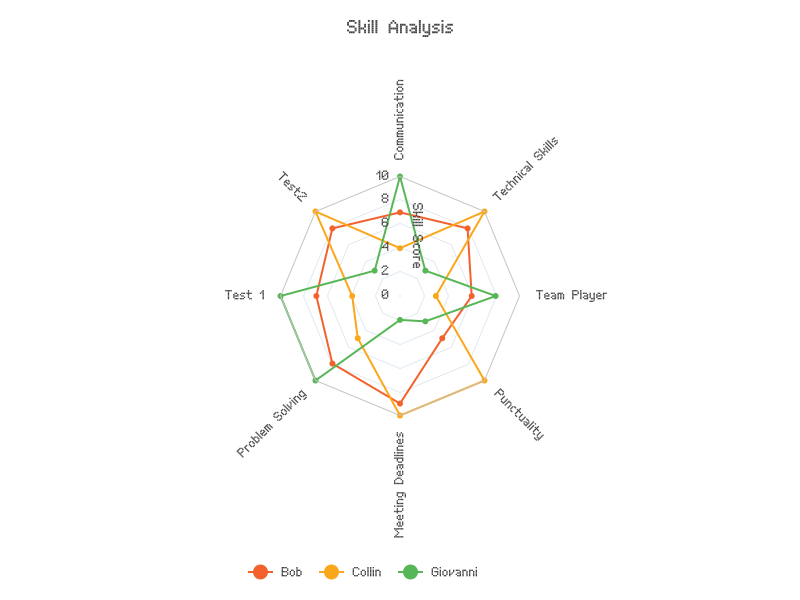 Skill Analysis
Communication
Technical Skills
Team Player
Punctuality
Meeting Deadlines
Problem Solving
Test 1
Test2
10
8
6
4
2
0
Skill Score
Bob
Collin
Giovanni